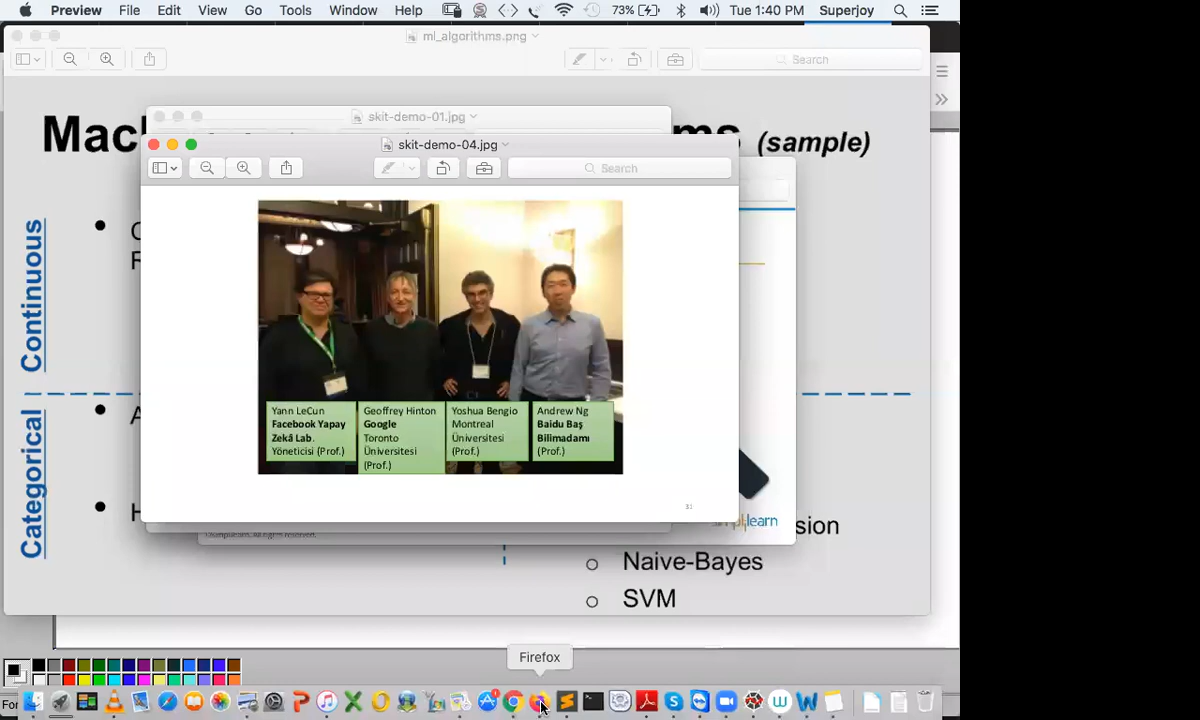 Preview File Edit View Go Tools Window Help 73% Tue 1:40 PM Superjoy
ml_algorithms.png
Search
skit-demo-01.jpg
(sample)
skit-demo-04.jpg
Search
Continuous
Yann LeCun
Facebook Yapay
Zekâ Lab.
Yöneticisi (Prof.)
Geoffrey Hinton
Google
Toronto
Üniversitesi
(Prof.)
Yoshua Bengio
Montreal
Üniversitesi
(Prof.)
Andrew Ng
Baidu Baş
Bilimadamı
(Prof.)
Categorical
31
Naive-Bayes
SVM
Firefox